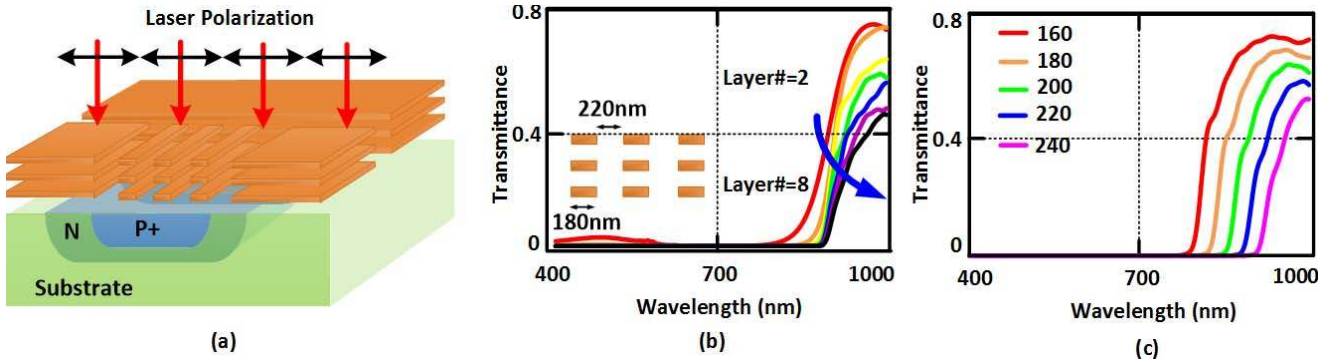 Laser Polarization
N
P+
Substrate
(a)
0.8
0.4
0
Transmittance
220nm
180nm
Layer#=2
Layer#=8
400
700
1000
Wavelength (nm)
(b)
0.8
0.4
0
Transmittance
160
180
200
220
240
400
700
1000
Wavelength (nm)
(c)